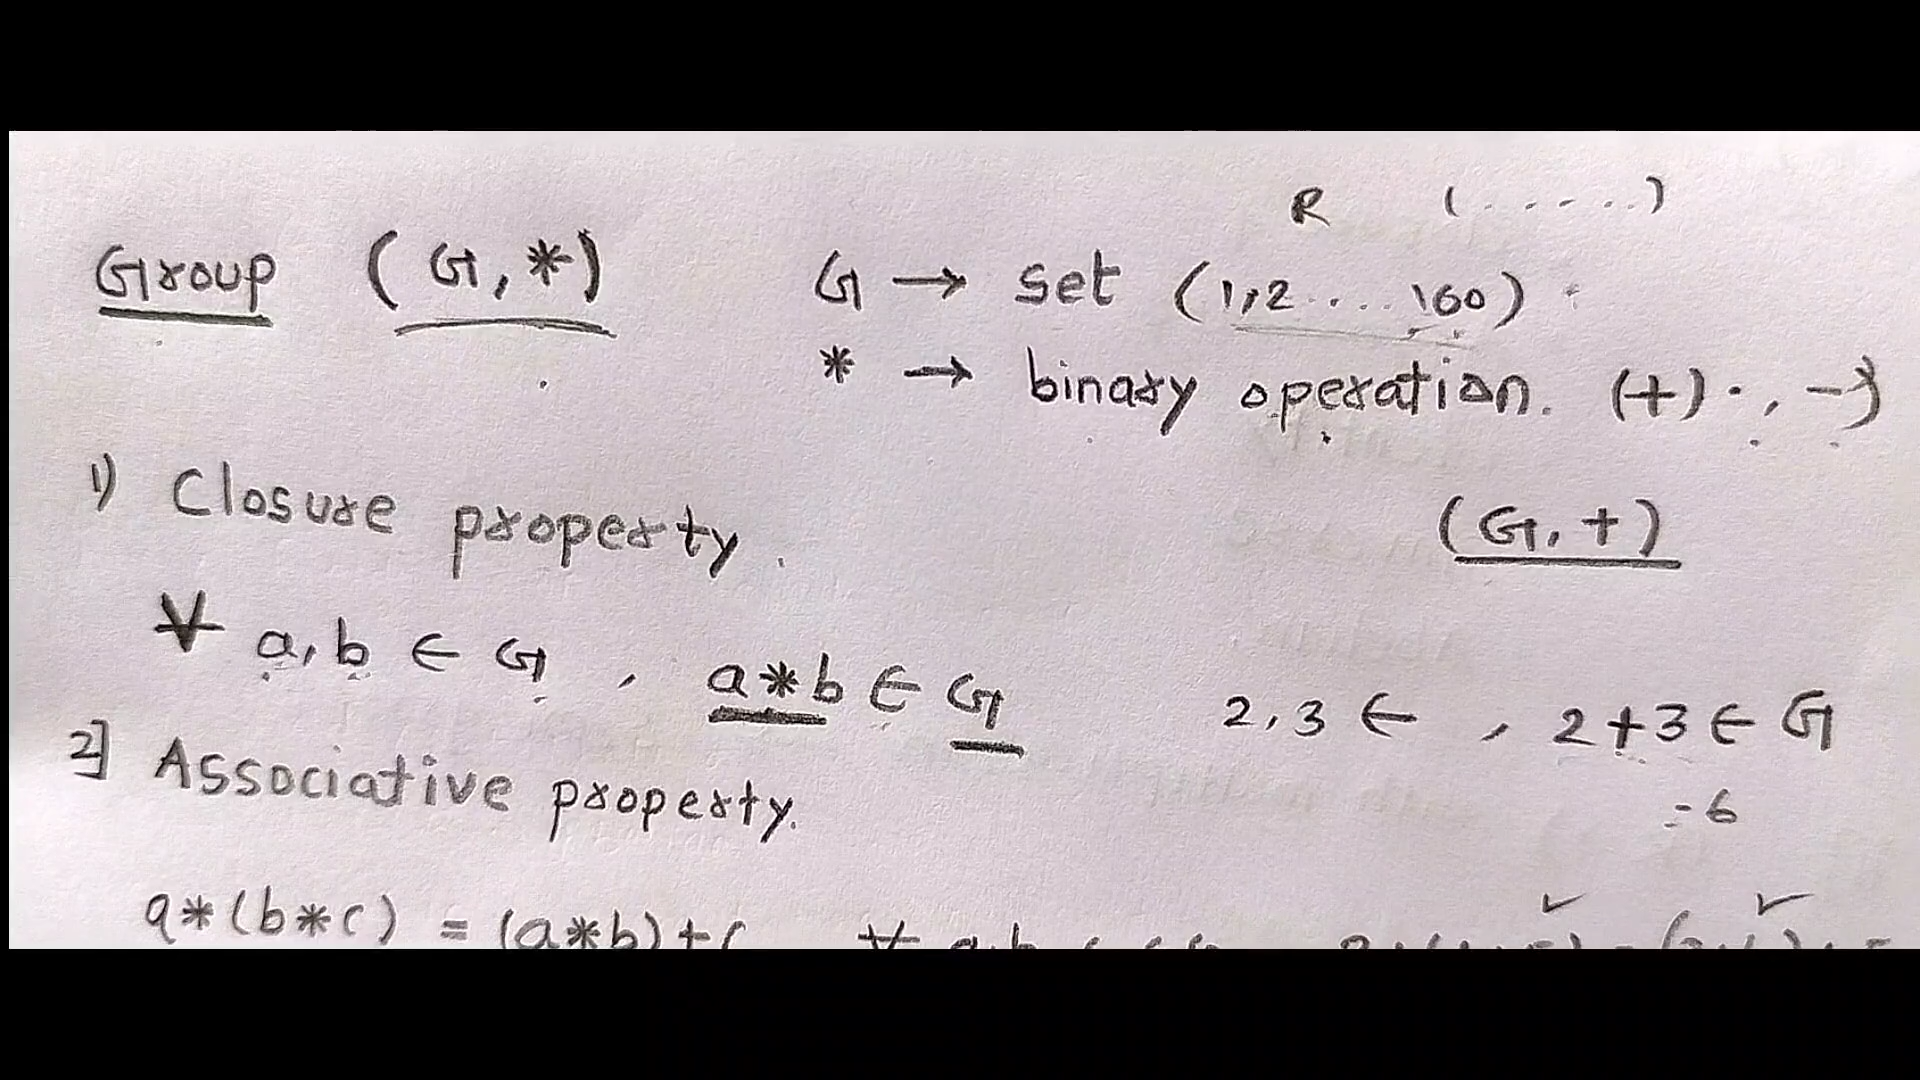 R (.....)
Group (G,*) G → set (1,2....100)
* → binary operation. (+) ., -)
1) Closure property.
(G,+)
∀ a,b ∈ G, a*b ∈ G
2,3 ∈ , 2+3 ∈ G
=6
2] Associative property.
a*(b*c) = (a*b)*c ∀ a,b,c